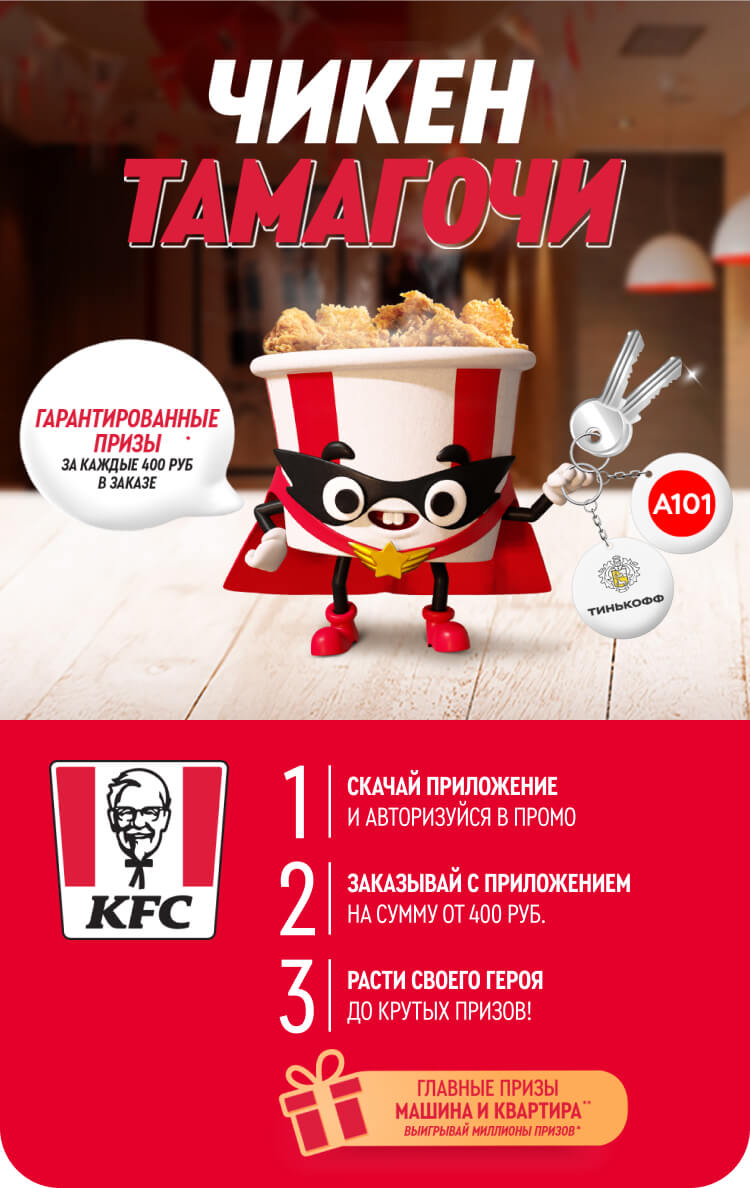 ЧИКЕН
ТАМАГОЧИ
ГАРАНТИРОВАННЫЕ
ПРИЗЫ *
ЗА КАЖДЫЕ 400 РУБ
В ЗАКАЗЕ
А101
ТИНЬКОФФ
KFC
1 СКАЧАЙ ПРИЛОЖЕНИЕ
И АВТОРИЗУЙСЯ В ПРОМО
2 ЗАКАЗЫВАЙ С ПРИЛОЖЕНИЕМ
НА СУММУ ОТ 400 РУБ.
3 РАСТИ СВОЕГО ГЕРОЯ
ДО КРУТЫХ ПРИЗОВ!
ГЛАВНЫЕ ПРИЗЫ
МАШИНА И КВАРТИРА**
ВЫИГРЫВАЙ МИЛЛИОНЫ ПРИЗОВ*